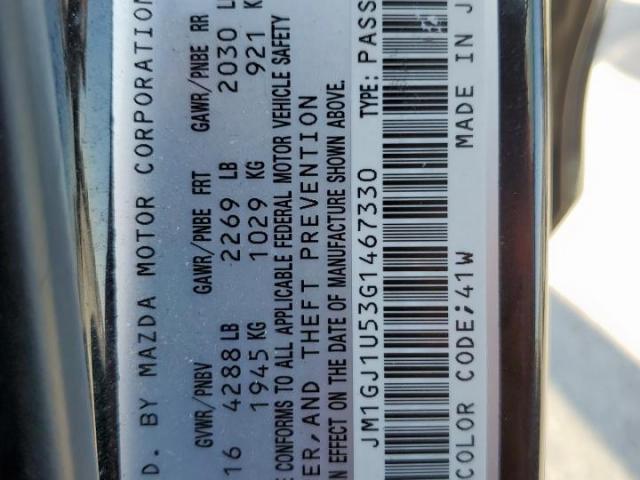 D. BY MAZDA MOTOR CORPORATION
GVWR/PNBV GAWR/PNBE FRT GAWR/PNBE RR
16 4288 LB 2269 LB 2030 L
1945 KG 1029 KG 921 K
E CONFORMS TO ALL APPLICABLE FEDERAL MOTOR VEHICLE SAFETY
ER, AND THEFT PREVENTION
N EFFECT ON THE DATE OF MANUFACTURE SHOWN ABOVE.
JM1GJ1U53G1467330 TYPE: PASS
COLOR CODE;41W MADE IN J